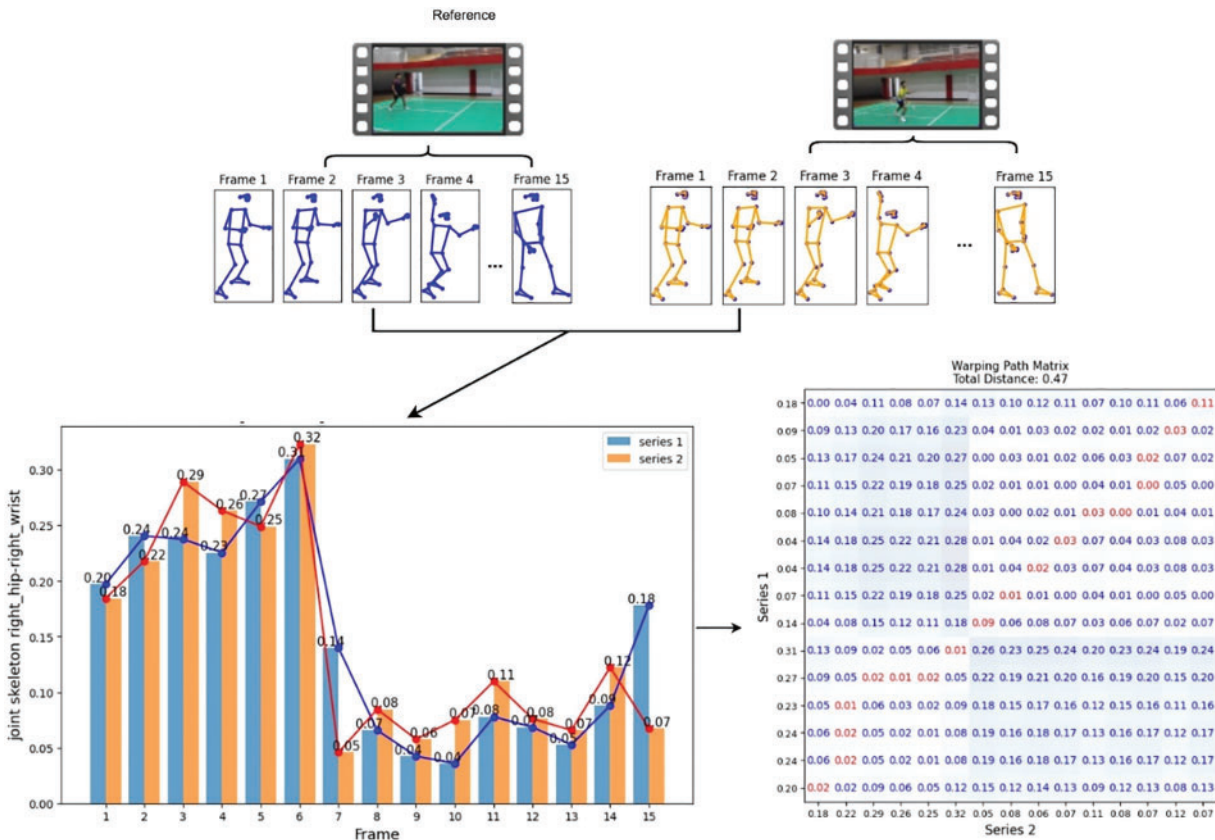 Reference
Frame 1 Frame 2 Frame 3 Frame 4 Frame 15
...
Frame 1 Frame 2 Frame 3 Frame 4 Frame 15
...
joint skeleton right_hip-right_wrist
0.30
0.25
0.20
0.15
0.10
0.05
0.00
series 1
series 2
0.20 0.24 0.24 0.23 0.27 0.31 0.14 0.07 0.04 0.04 0.08 0.07 0.05 0.09 0.18
0.18 0.22 0.29 0.26 0.25 0.32 0.05 0.08 0.06 0.07 0.11 0.08 0.07 0.12 0.07
1 2 3 4 5 6 7 8 9 10 11 12 13 14 15
Frame
Warping Path Matrix
Total Distance: 0.47
Series 1
0.18 0.00 0.04 0.11 0.08 0.07 0.14 0.13 0.10 0.12 0.11 0.07 0.10 0.11 0.06 0.11
0.09 0.09 0.13 0.20 0.17 0.16 0.23 0.04 0.01 0.03 0.02 0.02 0.01 0.02 0.03 0.02
0.05 0.13 0.17 0.24 0.21 0.20 0.27 0.00 0.03 0.01 0.02 0.06 0.03 0.02 0.07 0.02
0.07 0.11 0.15 0.22 0.19 0.18 0.25 0.02 0.01 0.01 0.00 0.04 0.01 0.00 0.05 0.00
0.08 0.10 0.14 0.21 0.18 0.17 0.24 0.03 0.00 0.02 0.01 0.03 0.00 0.01 0.04 0.01
0.04 0.14 0.18 0.25 0.22 0.21 0.28 0.01 0.04 0.02 0.03 0.07 0.04 0.03 0.08 0.03
0.04 0.14 0.18 0.25 0.22 0.21 0.28 0.01 0.04 0.02 0.03 0.07 0.04 0.03 0.08 0.03
0.07 0.11 0.15 0.22 0.19 0.18 0.25 0.02 0.01 0.01 0.00 0.04 0.01 0.00 0.05 0.00
0.14 0.04 0.08 0.15 0.12 0.11 0.18 0.09 0.06 0.08 0.07 0.03 0.06 0.07 0.02 0.07
0.31 0.13 0.09 0.02 0.05 0.06 0.01 0.26 0.23 0.25 0.24 0.20 0.23 0.24 0.19 0.24
0.27 0.09 0.05 0.02 0.01 0.02 0.05 0.22 0.19 0.21 0.20 0.16 0.19 0.20 0.15 0.20
0.23 0.05 0.01 0.06 0.03 0.02 0.09 0.18 0.15 0.17 0.16 0.12 0.15 0.16 0.11 0.16
0.24 0.06 0.02 0.05 0.02 0.01 0.08 0.19 0.16 0.18 0.17 0.13 0.16 0.17 0.12 0.17
0.24 0.06 0.02 0.05 0.02 0.01 0.08 0.19 0.16 0.18 0.17 0.13 0.16 0.17 0.12 0.17
0.20 0.02 0.02 0.09 0.06 0.05 0.12 0.15 0.12 0.14 0.13 0.09 0.12 0.13 0.08 0.13
0.18 0.22 0.29 0.26 0.25 0.32 0.05 0.08 0.06 0.07 0.11 0.08 0.07 0.12 0.07
Series 2